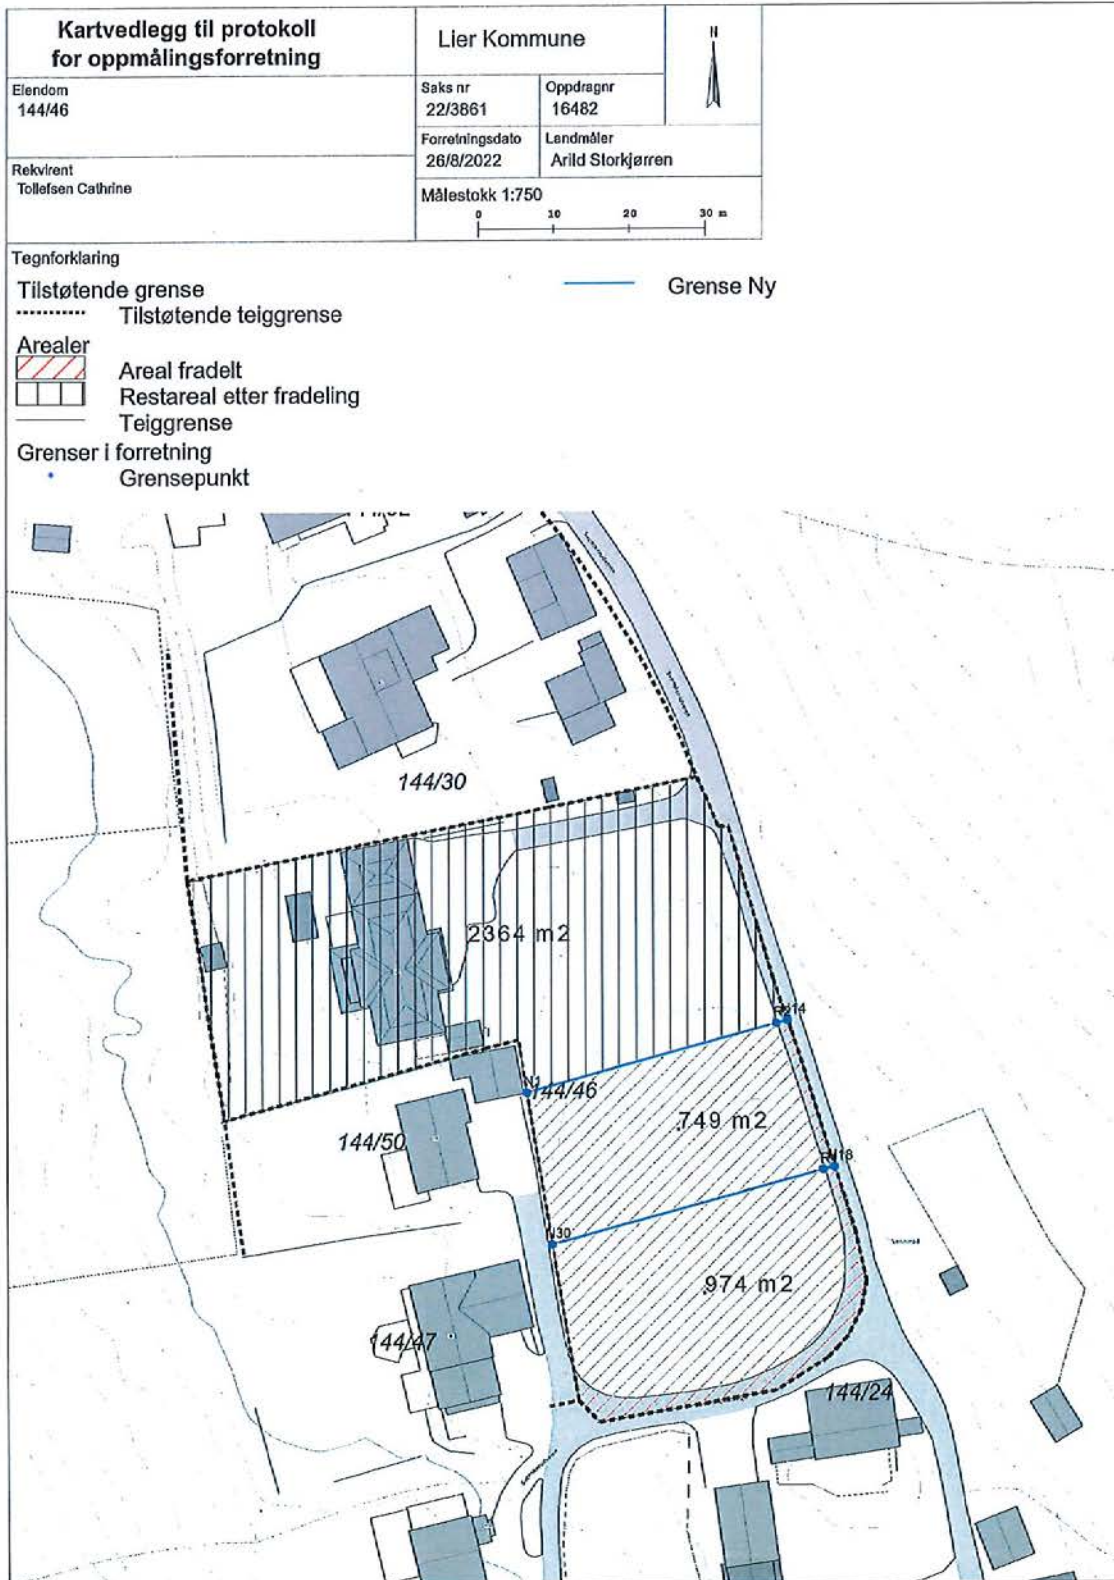 Kartvedlegg til protokoll
for oppmålingsforretning
Lier Kommune
N
Eiendom
144/46
Saks nr
22/3861
Oppdragnr
16482
Forretningsdato
26/8/2022
Landmåler
Arild Storkjørren
Rekvirent
Tollefsen Cathrine
Målestokk 1:750
0 10 20 30 m
Tegnforklaring
Tilstøtende grense
Tilstøtende teiggrense
Grense Ny
Arealer
Areal fradelt
Restareal etter fradeling
Teiggrense
Grenser i forretning
Grensepunkt
144/30
2364 m2
N1
144/46
749 m2
144/50
N18
N30
974 m2
144/47
144/24